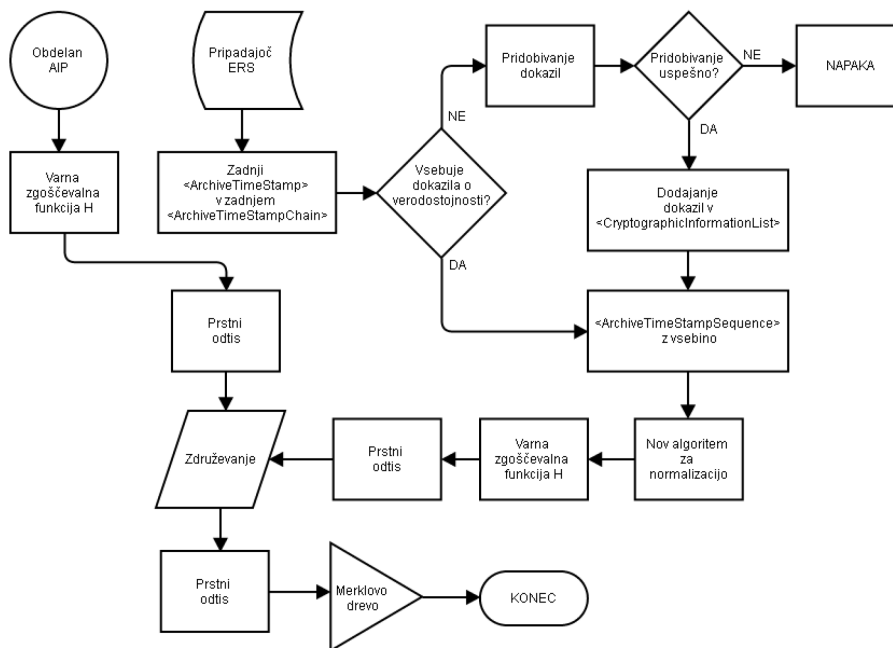 Obdelan
AIP
Pripadajoč
ERS
Pridobivanje
dokazil
Pridobivanje
uspešno?
NE
NAPAKA
NE
DA
Varna
zgoščevalna
funkcija H
Zadnji
<ArchiveTimeStamp>
v zadnjem
<ArchiveTimeStampChain>
Vsebuje
dokazila o
verodostojnosti?
Dodajanje
dokazil v
<CryptographicInformationList>
DA
Prstni
odtis
<ArchiveTimeStampSequence>
z vsebino
Združevanje
Prstni
odtis
Varna
zgoščevalna
funkcija H
Nov algoritem
za
normalizacijo
Prstni
odtis
Merklovo
drevo
KONEC